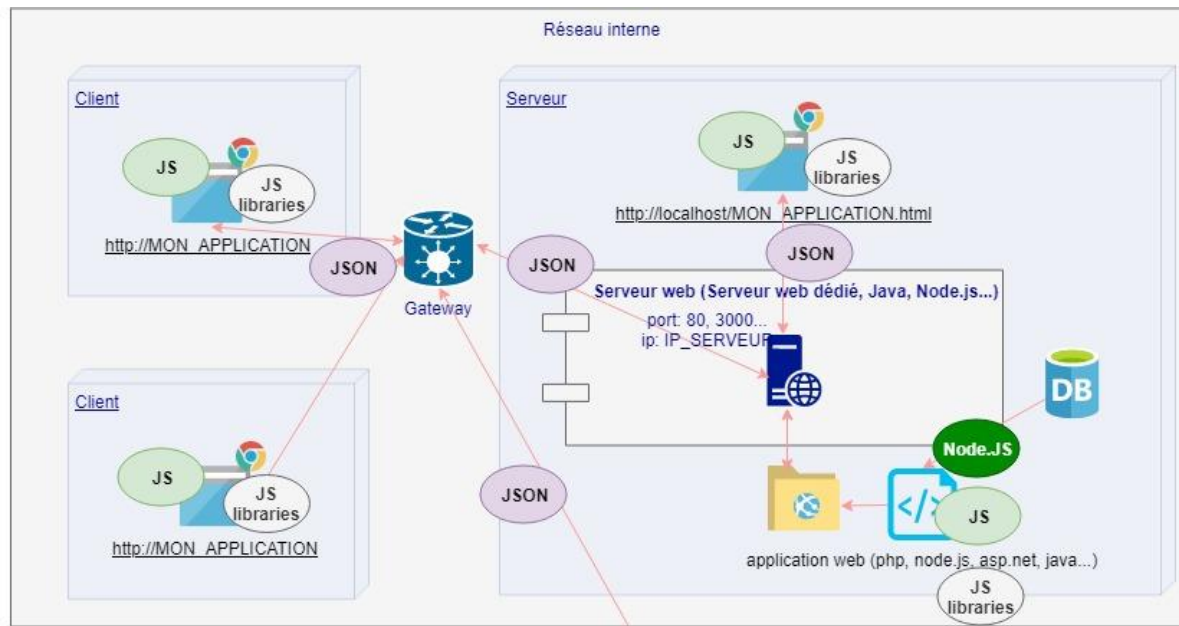 Réseau interne
Client
JS
JS
libraries
http://MON_APPLICATION
Client
JS
JS
libraries
http://MON_APPLICATION
JSON
Gateway
JSON
JSON
Serveur
JS
JS
libraries
http://localhost/MON_APPLICATION.html
JSON
Serveur web (Serveur web dédié, Java, Node.js...)
port: 80, 3000...
ip: IP_SERVEUR
DB
Node.JS
</>
JS
application web (php, node.js, asp.net, java...)
JS
libraries